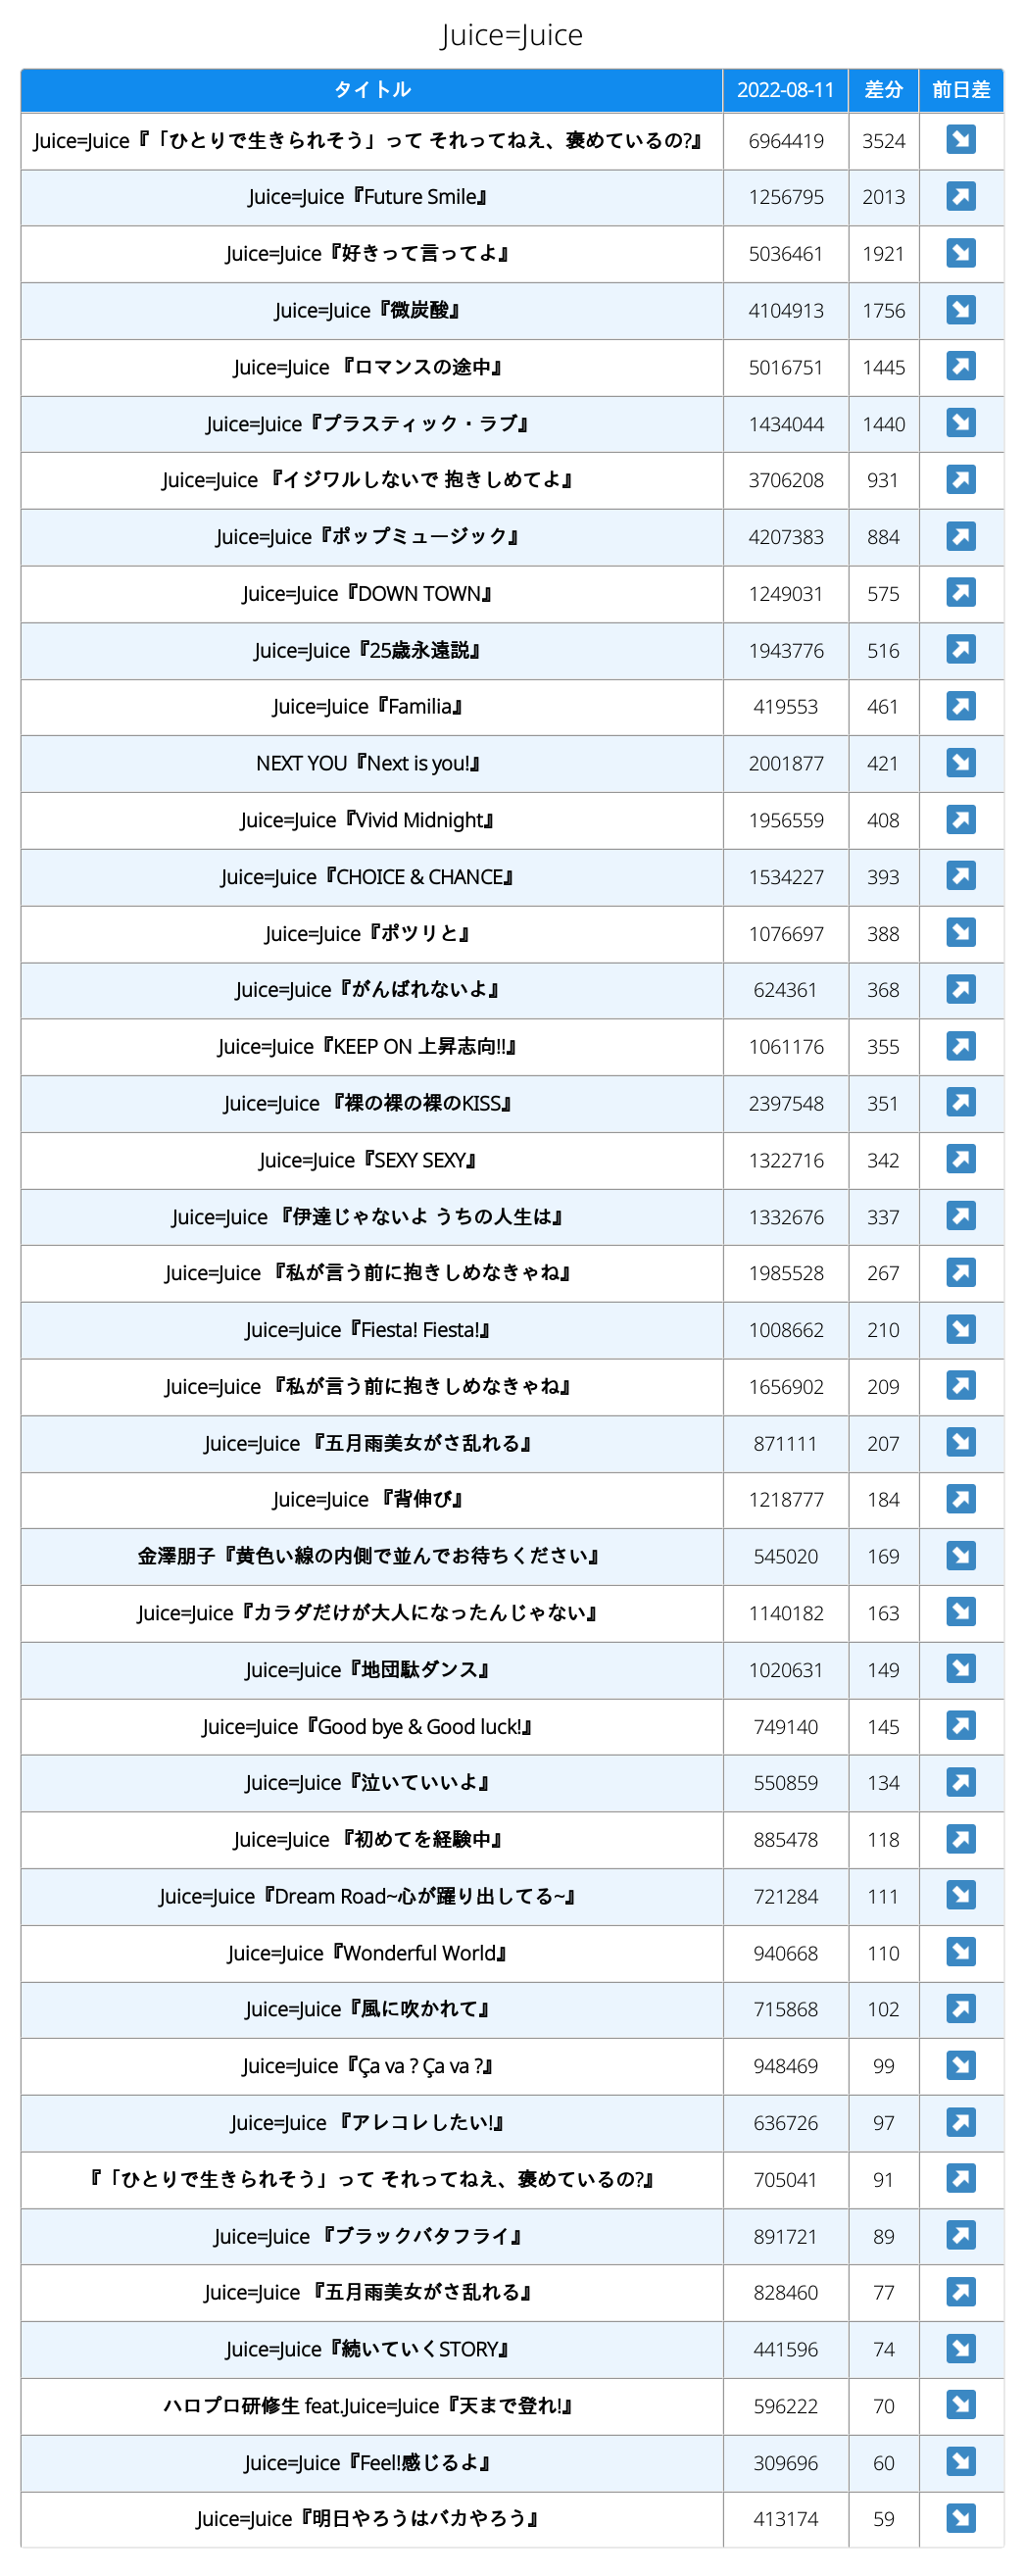 Juice=Juice
タイトル 2022-08-11 差分 前日差
Juice=Juice『「ひとりで生きられそう」って それってねえ、褒めているの?』 6964419 3524 ↘
Juice=Juice『Future Smile』 1256795 2013 ↗
Juice=Juice『好きって言ってよ』 5036461 1921 ↘
Juice=Juice『微炭酸』 4104913 1756 ↘
Juice=Juice 『ロマンスの途中』 5016751 1445 ↗
Juice=Juice『プラスティック・ラブ』 1434044 1440 ↘
Juice=Juice 『イジワルしないで 抱きしめてよ』 3706208 931 ↗
Juice=Juice『ポップミュージック』 4207383 884 ↗
Juice=Juice『DOWN TOWN』 1249031 575 ↗
Juice=Juice『25歳永遠説』 1943776 516 ↗
Juice=Juice『Familia』 419553 461 ↗
NEXT YOU『Next is you!』 2001877 421 ↘
Juice=Juice『Vivid Midnight』 1956559 408 ↗
Juice=Juice『CHOICE & CHANCE』 1534227 393 ↗
Juice=Juice『ポツリと』 1076697 388 ↘
Juice=Juice『がんばれないよ』 624361 368 ↗
Juice=Juice『KEEP ON 上昇志向!!』 1061176 355 ↗
Juice=Juice 『裸の裸の裸のKISS』 2397548 351 ↗
Juice=Juice『SEXY SEXY』 1322716 342 ↗
Juice=Juice 『伊達じゃないよ うちの人生は』 1332676 337 ↗
Juice=Juice 『私が言う前に抱きしめなきゃね』 1985528 267 ↗
Juice=Juice『Fiesta! Fiesta!』 1008662 210 ↘
Juice=Juice 『私が言う前に抱きしめなきゃね』 1656902 209 ↗
Juice=Juice 『五月雨美女がさ乱れる』 871111 207 ↘
Juice=Juice 『背伸び』 1218777 184 ↗
金澤朋子『黄色い線の内側で並んでお待ちください』 545020 169 ↘
Juice=Juice『カラダだけが大人になったんじゃない』 1140182 163 ↘
Juice=Juice『地団駄ダンス』 1020631 149 ↘
Juice=Juice『Good bye & Good luck!』 749140 145 ↗
Juice=Juice『泣いていいよ』 550859 134 ↗
Juice=Juice 『初めてを経験中』 885478 118 ↗
Juice=Juice『Dream Road~心が躍り出してる~』 721284 111 ↘
Juice=Juice『Wonderful World』 940668 110 ↘
Juice=Juice『風に吹かれて』 715868 102 ↗
Juice=Juice『Ça va ? Ça va ?』 948469 99 ↘
Juice=Juice 『アレコレしたい!』 636726 97 ↗
『「ひとりで生きられそう」って それってねえ、褒めているの?』 705041 91 ↗
Juice=Juice 『ブラックバタフライ』 891721 89 ↗
Juice=Juice 『五月雨美女がさ乱れる』 828460 77 ↗
Juice=Juice『続いていくSTORY』 441596 74 ↘
ハロプロ研修生 feat.Juice=Juice『天まで登れ!』 596222 70 ↘
Juice=Juice『Feel!感じるよ』 309696 60 ↘
Juice=Juice『明日やろうはバカやろう』 413174 59 ↘